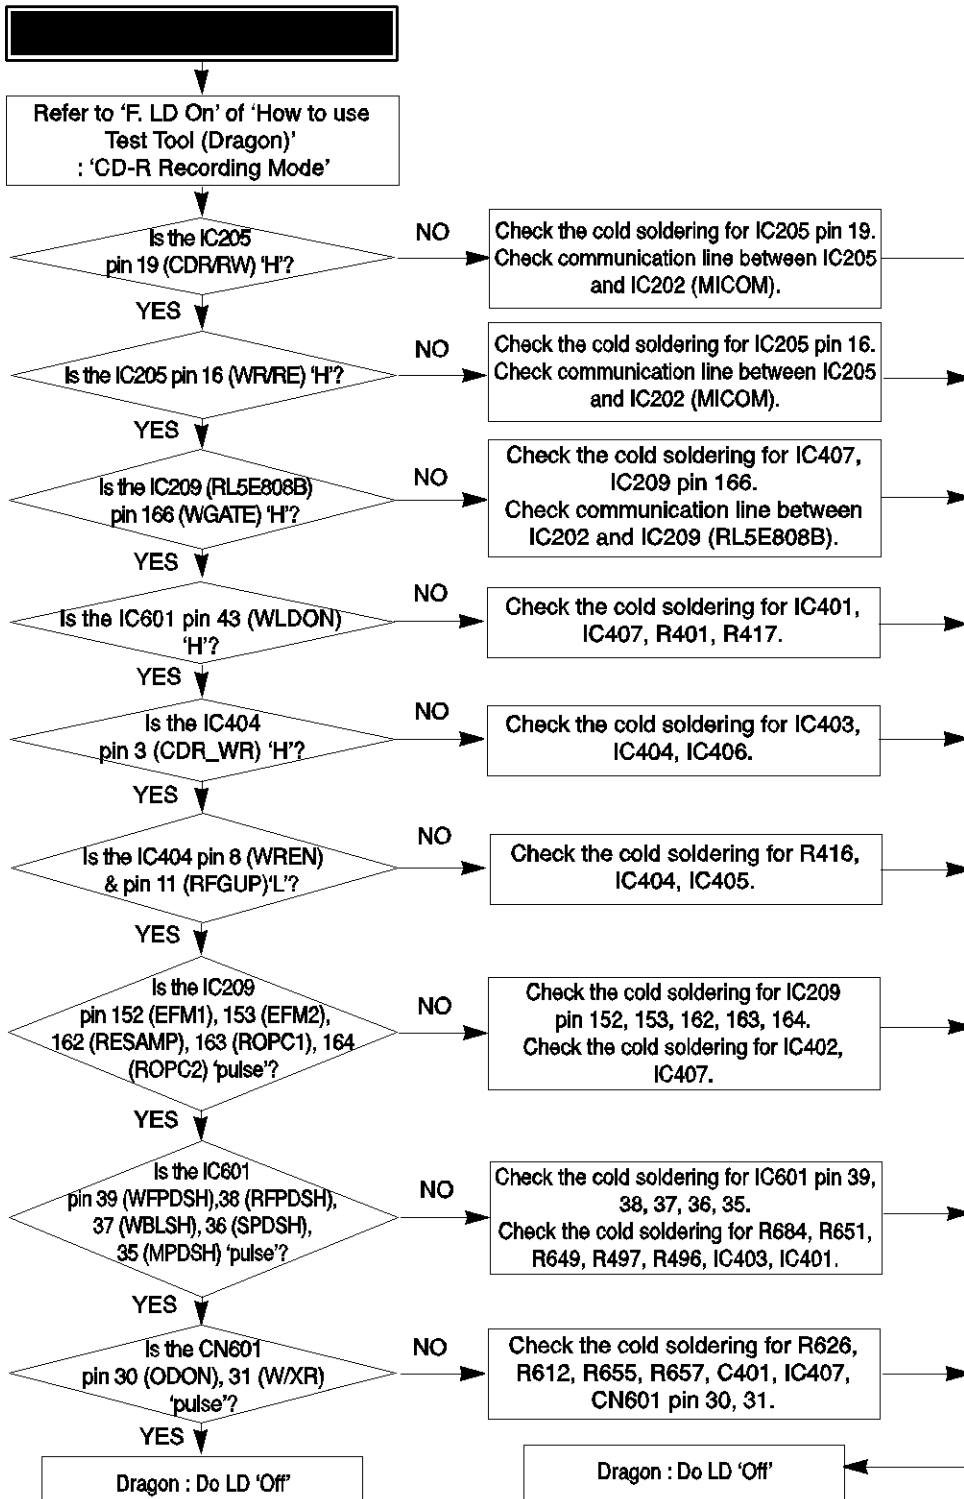 Refer to ‘F. LD On’ of ‘How to use
Test Tool (Dragon)’
: ‘CD-R Recording Mode’
Is the IC205
pin 19 (CDR/RW) ‘H’?
NO
Check the cold soldering for IC205 pin 19.
Check communication line between IC205
and IC202 (MICOM).
YES
Is the IC205 pin 16 (WR/RE) ‘H’?
NO
Check the cold soldering for IC205 pin 16.
Check communication line between IC205
and IC202 (MICOM).
YES
Is the IC209 (RL5E808B)
pin 166 (WGATE) ‘H’?
NO
Check the cold soldering for IC407,
IC209 pin 166.
Check communication line between
IC202 and IC209 (RL5E808B).
YES
Is the IC601 pin 43 (WLDON)
‘H’?
NO
Check the cold soldering for IC401,
IC407, R401, R417.
YES
Is the IC404
pin 3 (CDR_WR) ‘H’?
NO
Check the cold soldering for IC403,
IC404, IC406.
YES
Is the IC404 pin 8 (WREN)
& pin 11 (RFGUP)‘L’?
NO
Check the cold soldering for R416,
IC404, IC405.
YES
Is the IC209
pin 152 (EFM1), 153 (EFM2),
162 (RESAMP), 163 (ROPC1), 164
(ROPC2) ‘pulse’?
NO
Check the cold soldering for IC209
pin 152, 153, 162, 163, 164.
Check the cold soldering for IC402,
IC407.
YES
Is the IC601
pin 39 (WFPDSH),38 (RFPDSH),
37 (WBLSH), 36 (SPDSH),
35 (MPDSH) ‘pulse’?
NO
Check the cold soldering for IC601 pin 39,
38, 37, 36, 35.
Check the cold soldering for R684, R651,
R649, R497, R496, IC403, IC401.
YES
Is the CN601
pin 30 (ODON), 31 (W/XR)
‘pulse’?
NO
Check the cold soldering for R626,
R612, R655, R657, C401, IC407,
CN601 pin 30, 31.
YES
Dragon : Do LD ‘Off’
Dragon : Do LD ‘Off’